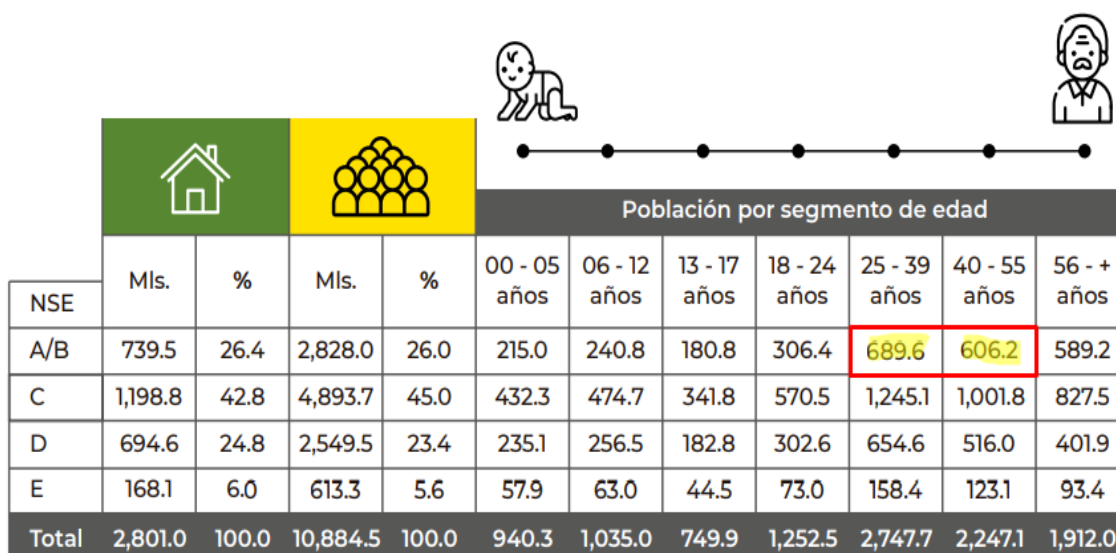 Población por segmento de edad
NSE Mls. % Mls. % 00 - 05 años 06 - 12 años 13 - 17 años 18 - 24 años 25 - 39 años 40 - 55 años 56 - + años
A/B 739.5 26.4 2,828.0 26.0 215.0 240.8 180.8 306.4 689.6 606.2 589.2
C 1,198.8 42.8 4,893.7 45.0 432.3 474.7 341.8 570.5 1,245.1 1,001.8 827.5
D 694.6 24.8 2,549.5 23.4 235.1 256.5 182.8 302.6 654.6 516.0 401.9
E 168.1 6.0 613.3 5.6 57.9 63.0 44.5 73.0 158.4 123.1 93.4
Total 2,801.0 100.0 10,884.5 100.0 940.3 1,035.0 749.9 1,252.5 2,747.7 2,247.1 1,912.0